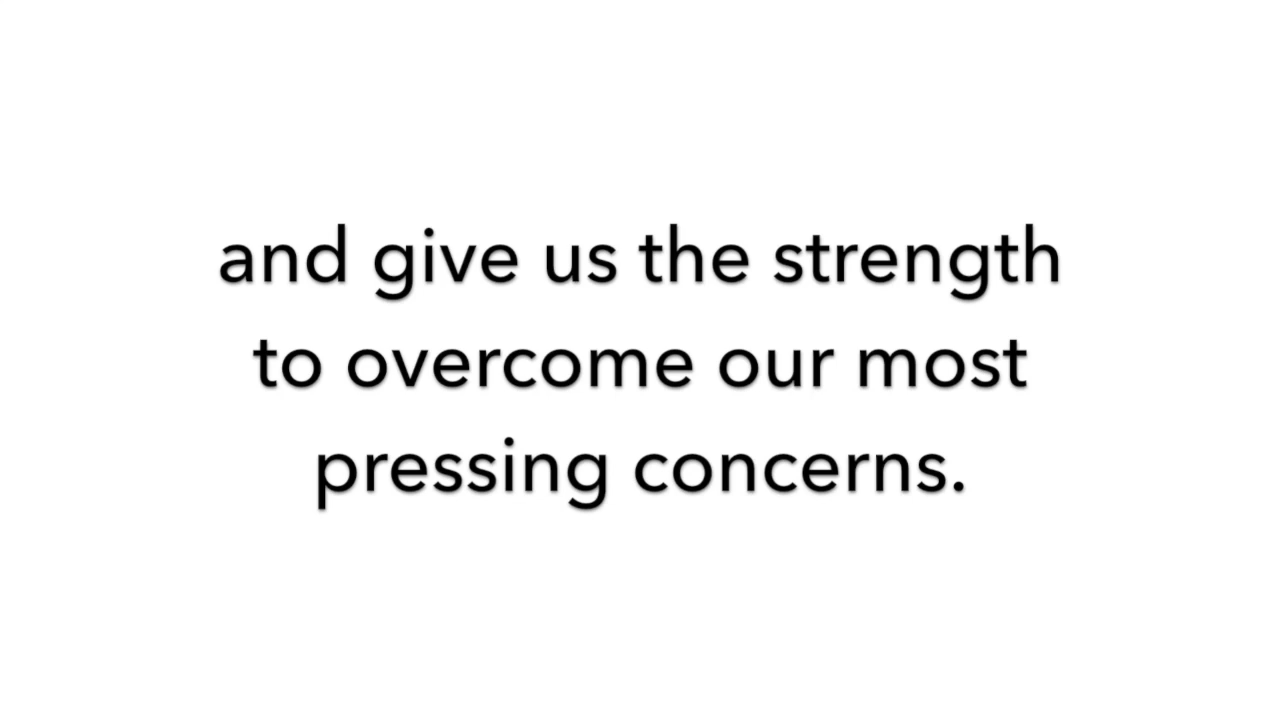 and give us the strength
to overcome our most
pressing concerns.